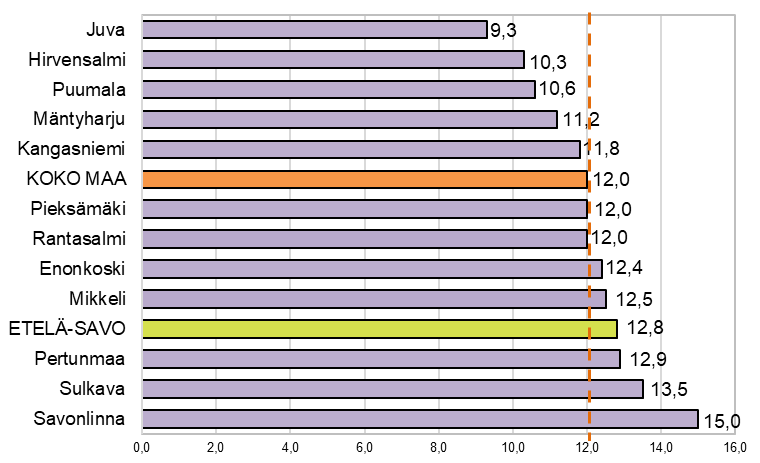 Juva 9,3
Hirvensalmi 10,3
Puumala 10,6
Mäntyharju 11,2
Kangasniemi 11,8
KOKO MAA 12,0
Pieksämäki 12,0
Rantasalmi 12,0
Enonkoski 12,4
Mikkeli 12,5
ETELÄ-SAVO 12,8
Pertunmaa 12,9
Sulkava 13,5
Savonlinna 15,0
0,0 2,0 4,0 6,0 8,0 10,0 12,0 14,0 16,0